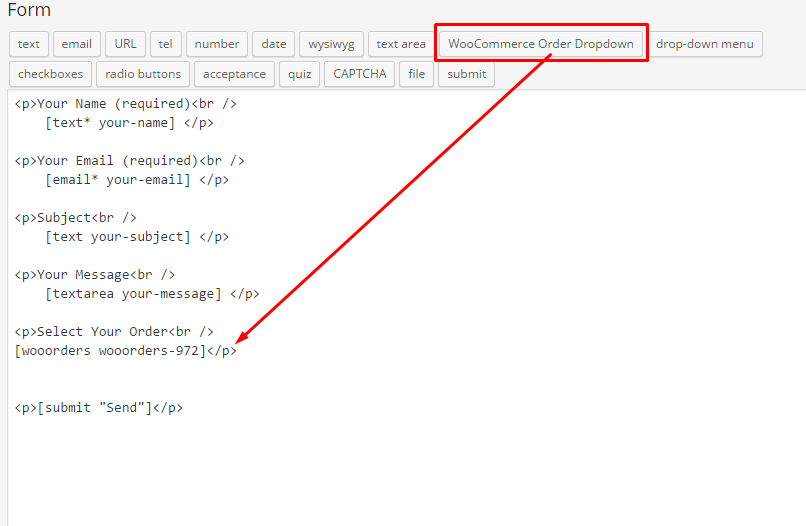 Form
text email URL tel number date wysiwyg text area WooCommerce Order Dropdown drop-down menu
checkboxes radio buttons acceptance quiz CAPTCHA file submit
<p>Your Name (required)<br />
    [text* your-name] </p>
<p>Your Email (required)<br />
    [email* your-email] </p>
<p>Subject<br />
    [text your-subject] </p>
<p>Your Message<br />
    [textarea your-message] </p>
<p>Select Your Order<br />
[wooorders wooorders-972]</p>
<p>[submit "Send"]</p>